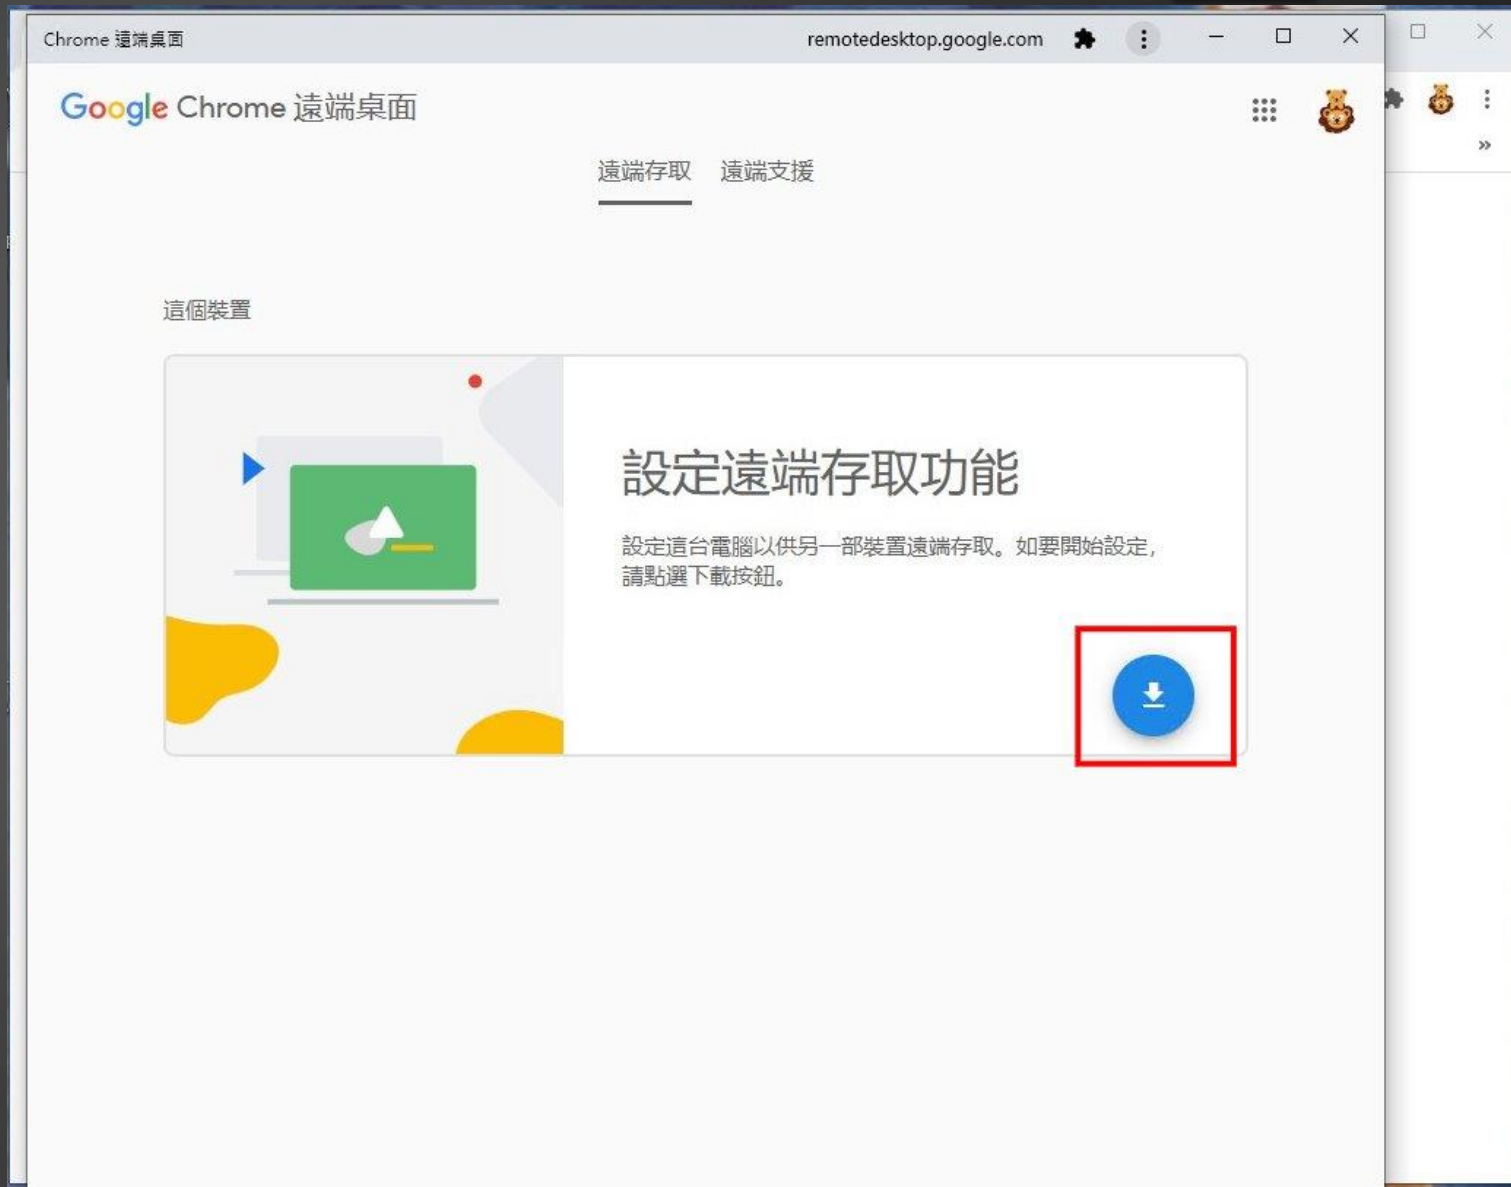 Chrome 遠端桌面
remotedesktop.google.com
Google Chrome 遠端桌面
遠端存取 遠端支援
這個裝置
設定遠端存取功能
設定這台電腦以供另一部裝置遠端存取。如要開始設定，
請點選下載按鈕。